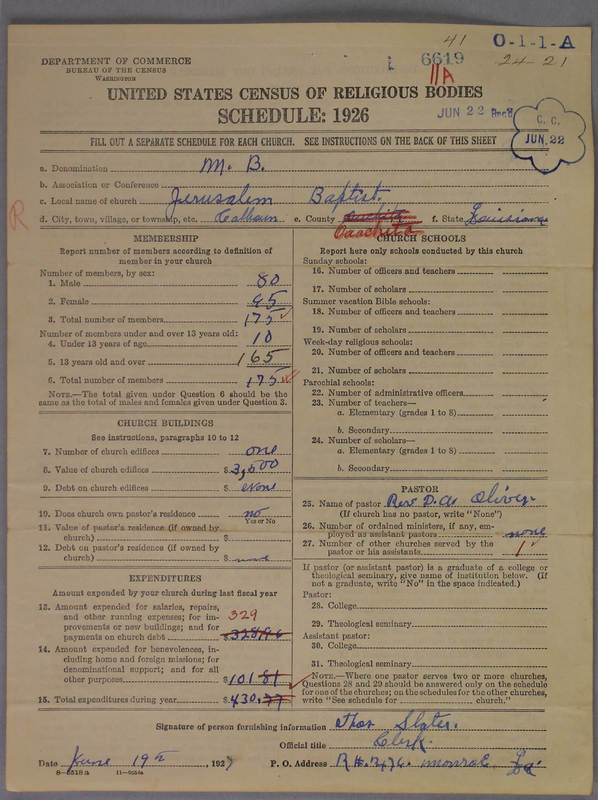 41
O-1-1-A
6619
24-21
11A
DEPARTMENT OF COMMERCE
BUREAU OF THE CENSUS
WASHINGTON
UNITED STATES CENSUS OF RELIGIOUS BODIES
SCHEDULE: 1926
JUN 22
C. C.
JUN. 22
FILL OUT A SEPARATE SCHEDULE FOR EACH CHURCH. SEE INSTRUCTIONS ON THE BACK OF THIS SHEET
a. Denomination M. B.
b. Association or Conference
c. Local name of church Jerusalem Baptist.
R
d. City, town, village, or township, etc. Calhoun e. County Ouachita f. State Louisiana
MEMBERSHIP
Report number of members according to definition of
member in your church
Number of members, by sex:
1. Male 80
2. Female 95
3. Total number of members 175
Number of members under and over 13 years old:
4. Under 13 years of age 10
5. 13 years old and over 165
6. Total number of members 175
NOTE.—The total given under Question 6 should be the
same as the total of males and females given under Question 3.
CHURCH BUILDINGS
See instructions, paragraphs 10 to 12
7. Number of church edifices one
8. Value of church edifices $
9. Debt on church edifices $ None
10. Does church own pastor's residence? no
Yes or No
11. Value of pastor's residence (if owned by
church) $
12. Debt on pastor's residence (if owned by
church) $ none
EXPENDITURES
Amount expended by your church during last fiscal year
13. Amount expended for salaries, repairs,
and other running expenses; for im-
provements or new buildings; and for
payments on church debt 329 $328.96
14. Amount expended for benevolences, in-
cluding home and foreign missions; for
denominational support; and for all
other purposes $101.81
15. Total expenditures during year $430.77
CHURCH SCHOOLS
Report here only schools conducted by this church
Sunday schools:
16. Number of officers and teachers
17. Number of scholars
Summer vacation Bible schools:
18. Number of officers and teachers
19. Number of scholars
Week-day religious schools:
20. Number of officers and teachers
21. Number of scholars
Parochial schools:
22. Number of administrative officers
23. Number of teachers—
a. Elementary (grades 1 to 8)
b. Secondary
24. Number of scholars—
a. Elementary (grades 1 to 8)
b. Secondary
PASTOR
25. Name of pastor Rev Oliver
(If church has no pastor, write "None")
26. Number of ordained ministers, if any, em-
ployed as assistant pastors none
27. Number of other churches served by the
pastor or his assistants 1
If pastor (or assistant pastor) is a graduate of a college or
theological seminary, give name of institution below. (If
not a graduate, write "No" in the space indicated.)
Pastor:
28. College
29. Theological seminary
Assistant pastor:
30. College
31. Theological seminary
NOTE.—Where one pastor serves two or more churches,
Questions 28 and 29 should be answered only on the schedule
for one of the churches; on the schedules for the other churches,
write "See schedule for church."
Signature of person furnishing information Thos Slater.
Official title Clerk.
Date June 19, 1927 P. O. Address Monroe La
8-5518a 11-9254a